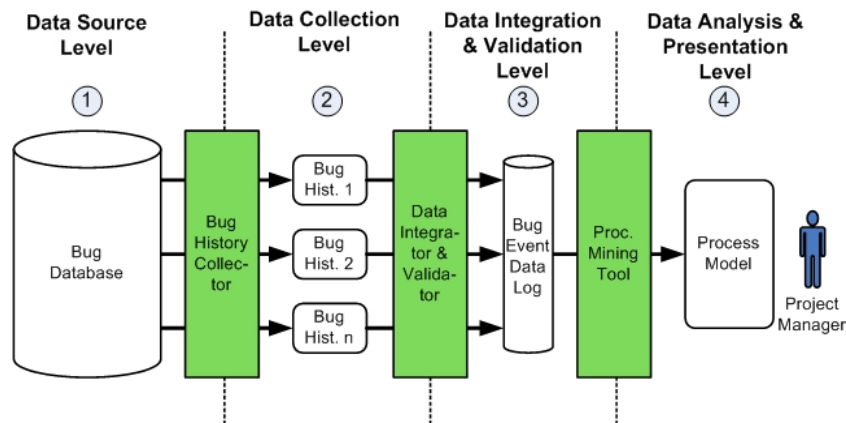 Data Source
Level
Data Collection
Level
Data Integration
& Validation
Level
Data Analysis &
Presentation
Level
1
2
3
4
Bug
Database
Bug
History
Collec-
tor
Bug
Hist. 1
Bug
Hist. 2
Bug
Hist. n
Data
Integra-
tor &
Valida-
tor
Bug
Event
Data
Log
Proc.
Mining
Tool
Process
Model
Project
Manager